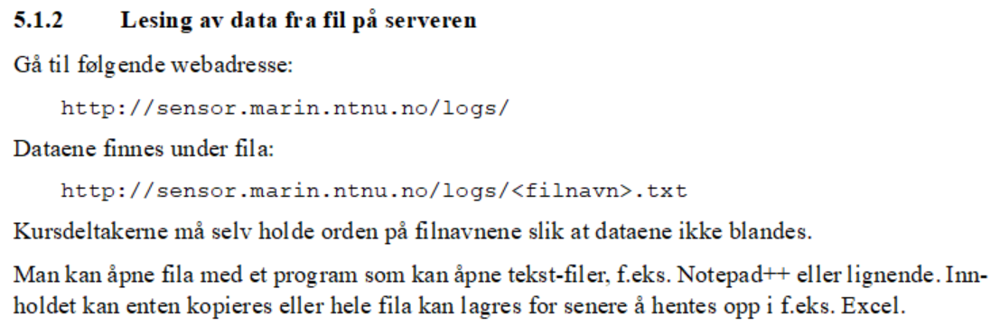 5.1.2 Lesing av data fra fil på serveren
Gå til følgende webadresse:
http://sensor.marin.ntnu.no/logs/
Dataene finnes under fila:
http://sensor.marin.ntnu.no/logs/<filnavn>.txt
Kursdeltakerne må selv holde orden på filnavnene slik at dataene ikke blandes.
Man kan åpne fila med et program som kan åpne tekst-filer, f.eks. Notepad++ eller lignende. Inn-
holdet kan enten kopieres eller hele fila kan lagres for senere å hentes opp i f.eks. Excel.